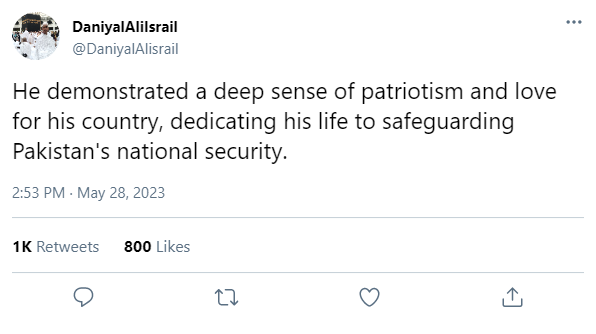 DaniyalAliIsrail
@DaniyalAlisrail
He demonstrated a deep sense of patriotism and love
for his country, dedicating his life to safeguarding
Pakistan's national security.
2:53 PM · May 28, 2023
1K Retweets 800 Likes